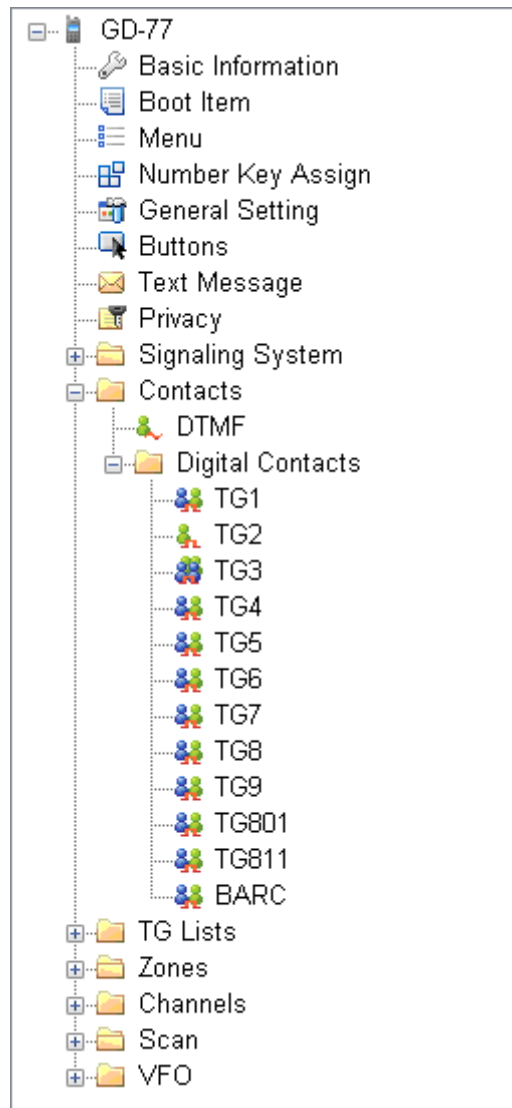 GD-77
Basic Information
Boot Item
Menu
Number Key Assign
General Setting
Buttons
Text Message
Privacy
Signaling System
Contacts
DTMF
Digital Contacts
TG1
TG2
TG3
TG4
TG5
TG6
TG7
TG8
TG9
TG801
TG811
BARC
TG Lists
Zones
Channels
Scan
VFO